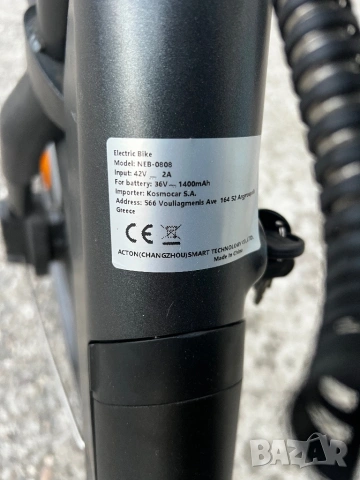 Electric Bike
Model: NEB-0808
Input: 42V⎓ 2A
For battery: 36V⎓ 1400mAh
Importer: Kosmocar S.A.
Address: 566 Vouliagmenis Ave 164 52 Argyroupoli
Greece
CE
ACTON(CHANGZHOU)SMART TECHNOLOGY CO.,LTD.
Made in China
BAZAR